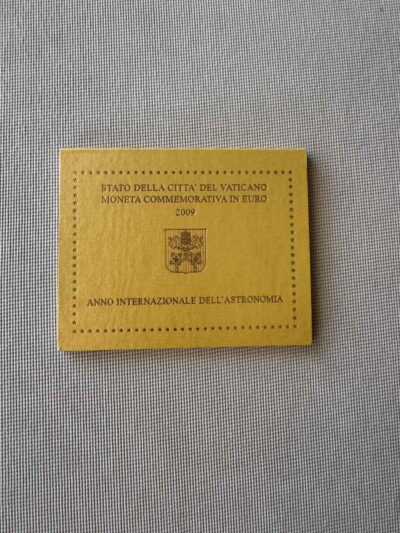 STATO DELLA CITTA' DEL VATICANO
MONETA COMMEMORATIVA IN EURO
2009
ANNO INTERNAZIONALE DELL'ASTRONOMIA